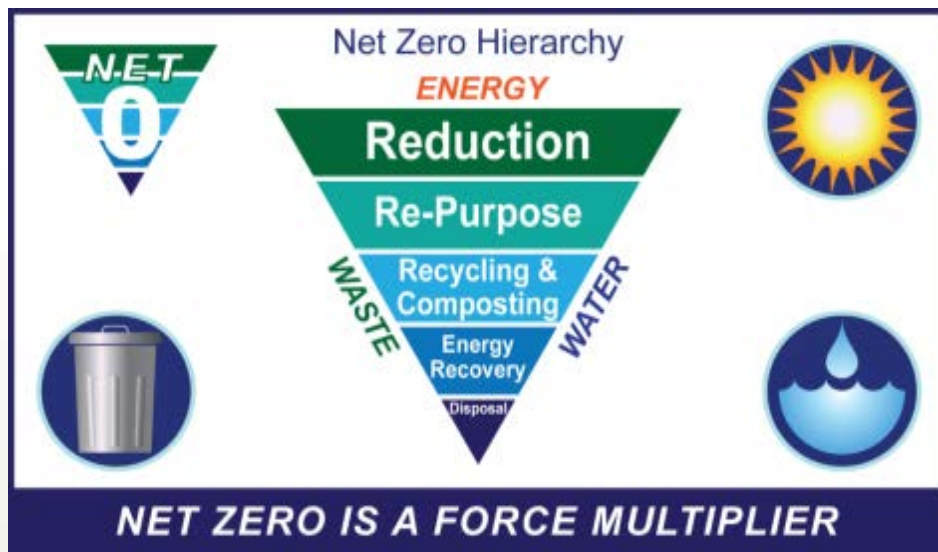 NET
0
Net Zero Hierarchy
ENERGY
Reduction
Re-Purpose
Recycling &
Composting
Energy
Recovery
Disposal
WASTE
WATER
NET ZERO IS A FORCE MULTIPLIER